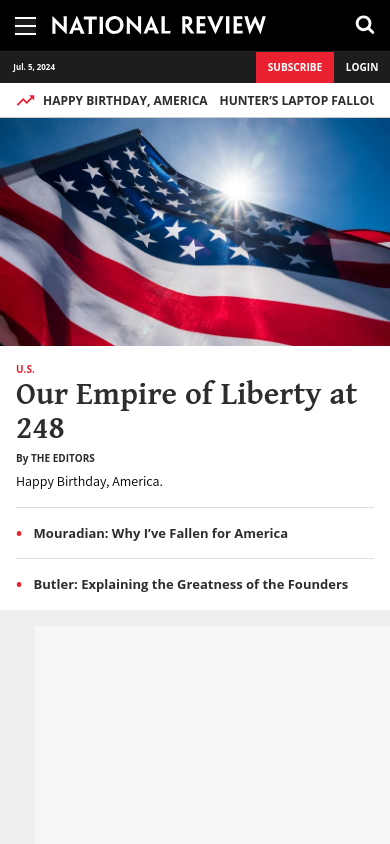 NATIONAL REVIEW
Jul. 5, 2024
SUBSCRIBE
LOGIN
HAPPY BIRTHDAY, AMERICA
HUNTER'S LAPTOP
U.S.
Our Empire of Liberty at
248
By THE EDITORS
Happy Birthday, America.
Mouradian: Why I've Fallen for America
Butler: Explaining the Greatness of the Founders